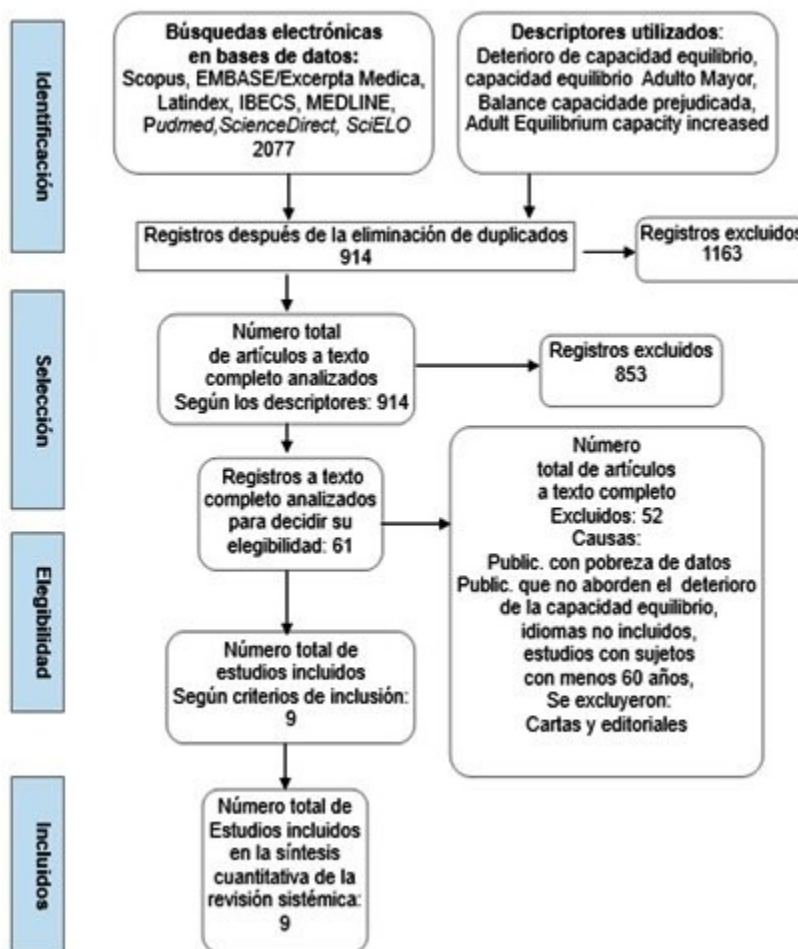 Identificación
Búsquedas electrónicas
en bases de datos:
Scopus, EMBASE/Excerpta Medica,
Latindex, IBECS, MEDLINE,
Pudmed,ScienceDirect, SciELO
2077
Descriptores utilizados:
Deterioro de capacidad equilibrio,
capacidad equilibrio Adulto Mayor,
Balance capacidade prejudicada,
Adult Equilibrium capacity increased
Registros después de la eliminación de duplicados
914
Registros excluidos
1163
Selección
Número total
de artículos a texto
completo analizados
Según los descriptores: 914
Registros excluidos
853
Registros a texto
completo analizados
para decidir su
elegibilidad: 61
Número
total de artículos
a texto completo
Excluidos: 52
Causas:
Public. con pobreza de datos
Public. que no aborden el deterioro
de la capacidad equilibrio,
idiomas no incluidos,
estudios con sujetos
con menos 60 años,
Se excluyeron:
Cartas y editoriales
Elegibilidad
Número total de
estudios incluidos
Según criterios de inclusión:
9
Incluidos
Número total de
Estudios incluidos
en la síntesis
cuantitativa de la
revisión sistémica:
9